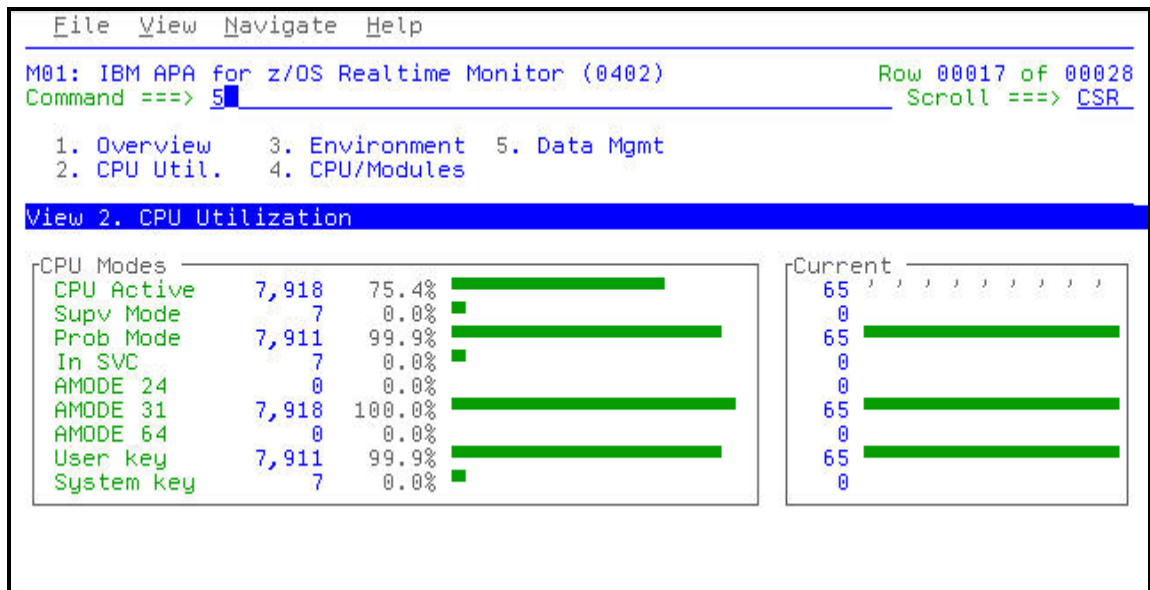 File View Navigate Help
M01: IBM APA for z/OS Realtime Monitor (0402) Row 00017 of 00028
Command ===> 5 Scroll ===> CSR
1. Overview 3. Environment 5. Data Mgmt
2. CPU Util. 4. CPU/Modules
View 2. CPU Utilization
CPU Modes Current
CPU Active 7,918 75.4% 65 , , , , , , , , ,
Supv Mode 7 0.0% 0
Prob Mode 7,911 99.9% 65
In SVC 7 0.0% 0
AMODE 24 0 0.0% 0
AMODE 31 7,918 100.0% 65
AMODE 64 0 0.0% 0
User key 7,911 99.9% 65
System key 7 0.0% 0